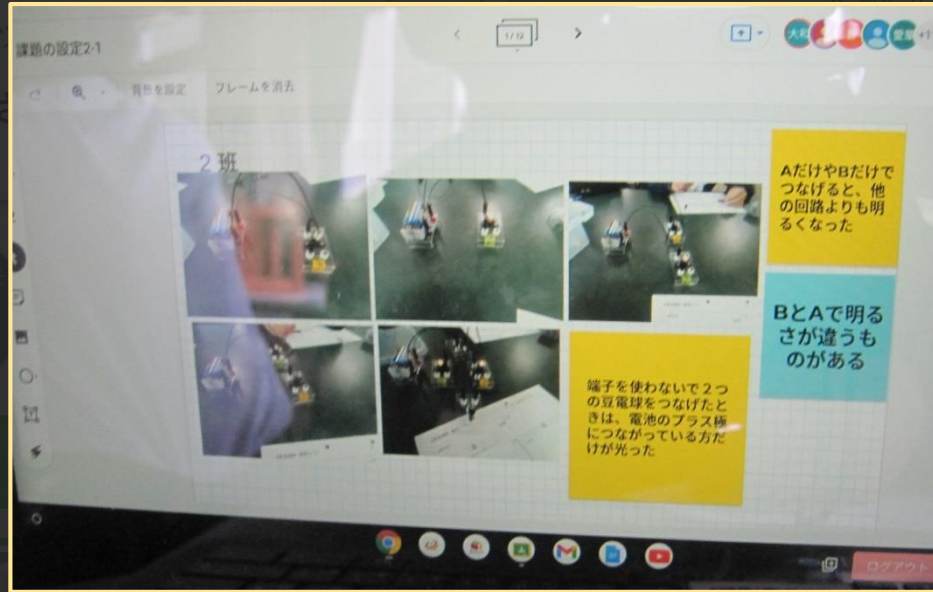 課題の設定2-1
1/12
大和
+1
背景を設定 フレームを消去
2班
AだけやBだけで
つなげると、他
の回路よりも明
るくなった
BとAで明る
さが違うも
のがある
端子を使わないで2つ
の豆電球をつなげたと
きは、電池のプラス極
につながっている方だ
けが光った
ログアウト